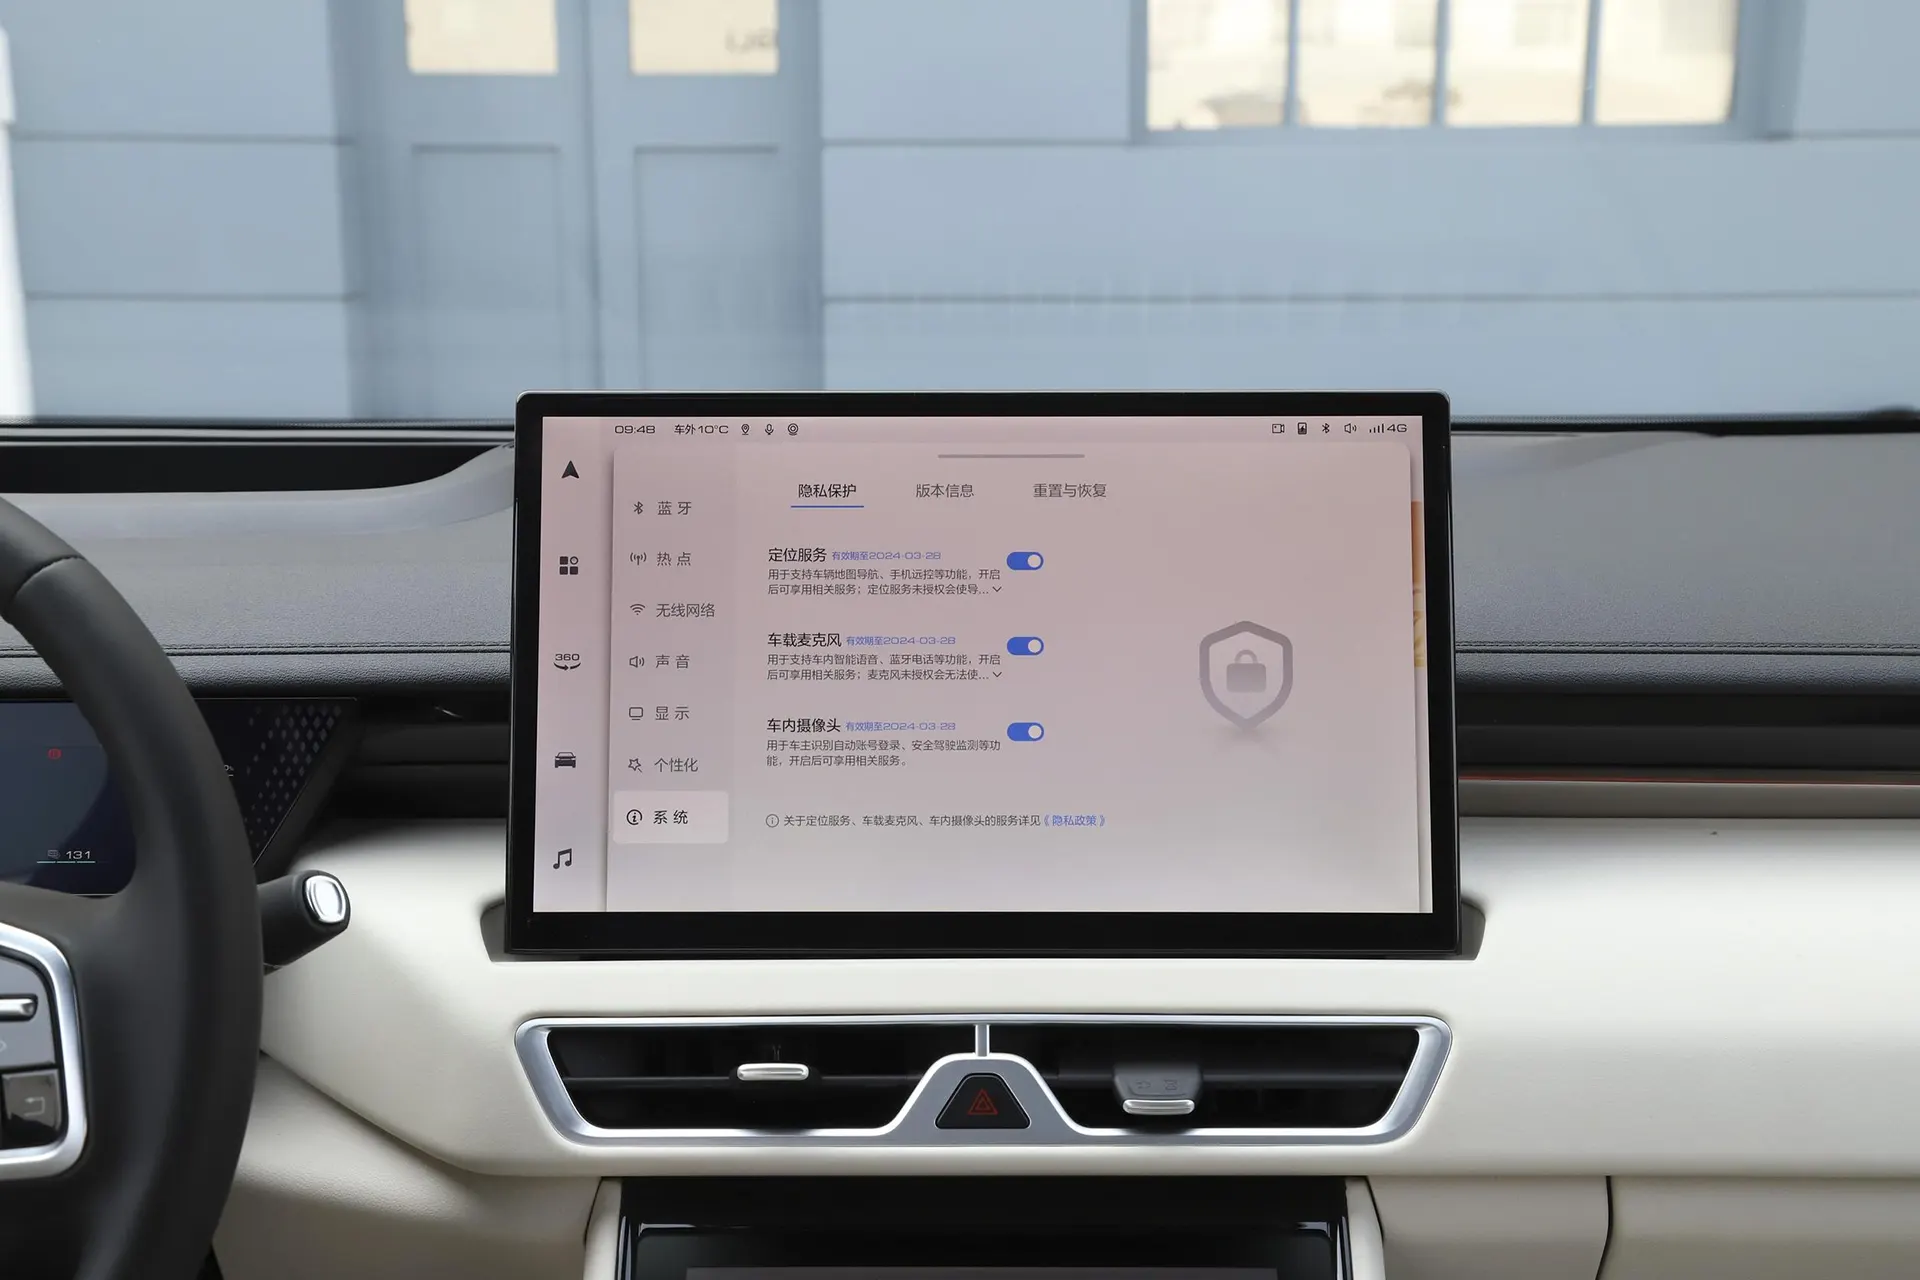 09:48 车外10°C
4G
隐私保护 版本信息 重置与恢复
蓝牙
热点
无线网络
声音
显示
个性化
系统
360
定位服务 有效期至2024-03-28
用于支持车辆地图导航、手机远控等功能，开启
后可享用相关服务；定位服务未授权会使导...
车载麦克风 有效期至2024-03-28
用于支持车内智能语音、蓝牙电话等功能，开启
后可享用相关服务；麦克风未授权会无法使...
车内摄像头 有效期至2024-03-28
用于车主识别自动账号登录、安全驾驶监测等功
能，开启后可享用相关服务。
关于定位服务、车载麦克风、车内摄像头的服务详见《隐私政策》
131